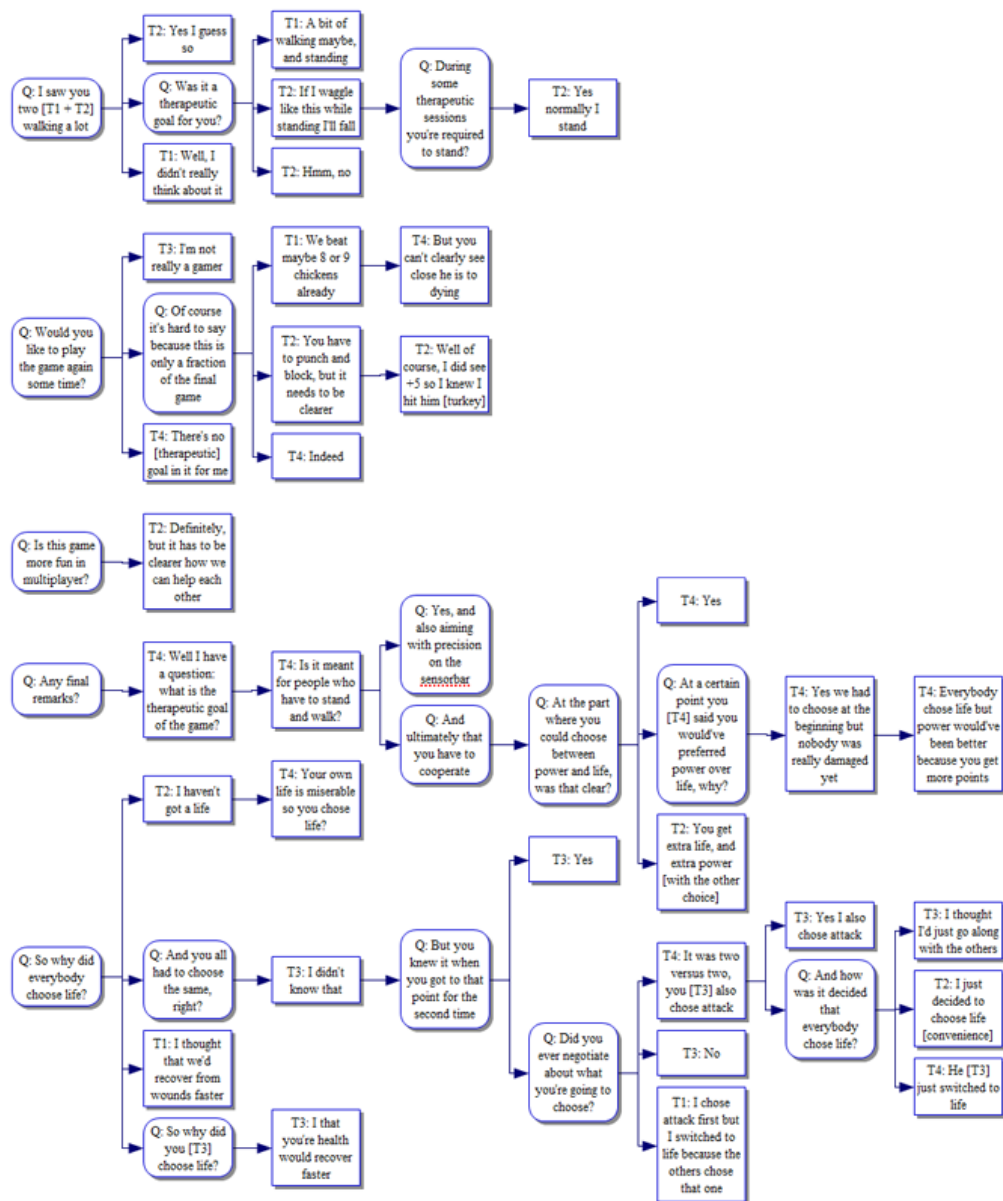 Q: I saw you
two [T1 + T2]
walking a lot
T2: Yes I guess
so
Q: Was it a
therapeutic
goal for you?
T1: Well, I
didn't really
think about it
T1: A bit of
walking maybe,
and standing
T2: If I waggle
like this while
standing I'll fall
T2: Hmm, no
Q: During
some
therapeutic
sessions
you're
required to
stand?
T2: Yes
normally I
stand
Q: Would you
like to play
the game again
some time?
T3: I'm not
really a gamer
Q: Of course
it's hard to say
because this is
only a fraction
of the final
game
T4: There's no
[therapeutic]
goal in it for me
T1: We beat
maybe 8 or 9
chickens
already
T2: You have
to punch and
block, but it
needs to be
clearer
T4: Indeed
T4: But you
can't clearly see
close he is to
dying
T2: Well of
course, I did see
+5 so I knew I
hit him [turkey]
Q: Is this game
more fun in
multiplayer?
T2: Definitely,
but it has to be
clearer how we
can help each
other
Q: Any final
remarks?
T4: Well I have
a question:
what is the
therapeutic goal
of the game?
T4: Is it meant
for people who
have to stand
and walk?
Q: Yes, and
also aiming
with precision
on the
sensorbar
Q: And
ultimately that
you have to
cooperate
Q: At the part
where you
could choose
between
power and life,
was that clear?
T4: Yes
Q: At a certain
point you
[T4] said you
would've
preferred
power over
life, why?
T2: You get
extra life, and
extra power
[with the other
choice]
T4: Yes we had
to choose at the
beginning but
nobody was
really damaged
yet
T4: Everybody
chose life but
power would've
been better
because you get
more points
Q: So why did
everybody
choose life?
T2: I haven't
got a life
T4: Your own
life is miserable
so you chose
life?
Q: And you all
had to choose
the same,
right?
T3: I didn't
know that
Q: But you
knew it when
you got to that
point for the
second time
T3: Yes
Q: Did you
ever negotiate
about what
you're going to
choose?
T4: It was two
versus two,
you [T3] also
chose attack
T3: Yes I also
chose attack
Q: And how
was it decided
that
everybody
chose life?
T3: I thought
I'd just go along
with the others
T2: I just
decided to
choose life
[convenience]
T4: He [T3]
just switched to
life
T3: No
T1: I chose
attack first but
I switched to
life because the
others chose
that one
T1: I thought
that we'd
recover from
wounds faster
Q: So why did
you [T3]
choose life?
T3: I that
you're health
would recover
faster